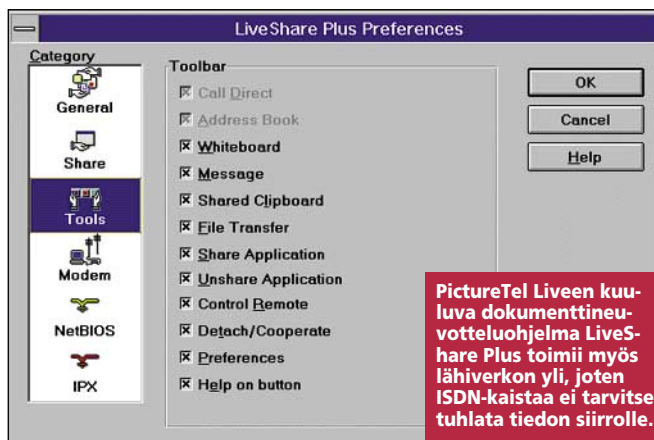 LiveShare Plus Preferences
Category
General
Share
Tools
Modem
NetBIOS
IPX
Toolbar
Call Direct
Address Book
Whiteboard
Message
Shared Clipboard
File Transfer
Share Application
Unshare Application
Control Remote
Detach/Cooperate
Preferences
Help on button
OK
Cancel
Help
PictureTel Liveen kuu-
luva dokumenttineu-
votteluohjelma LiveS-
hare Plus toimii myös
lähiverkon yli, joten
ISDN-kaistaa ei tarvitse
tuhlata tiedon siirrolle.